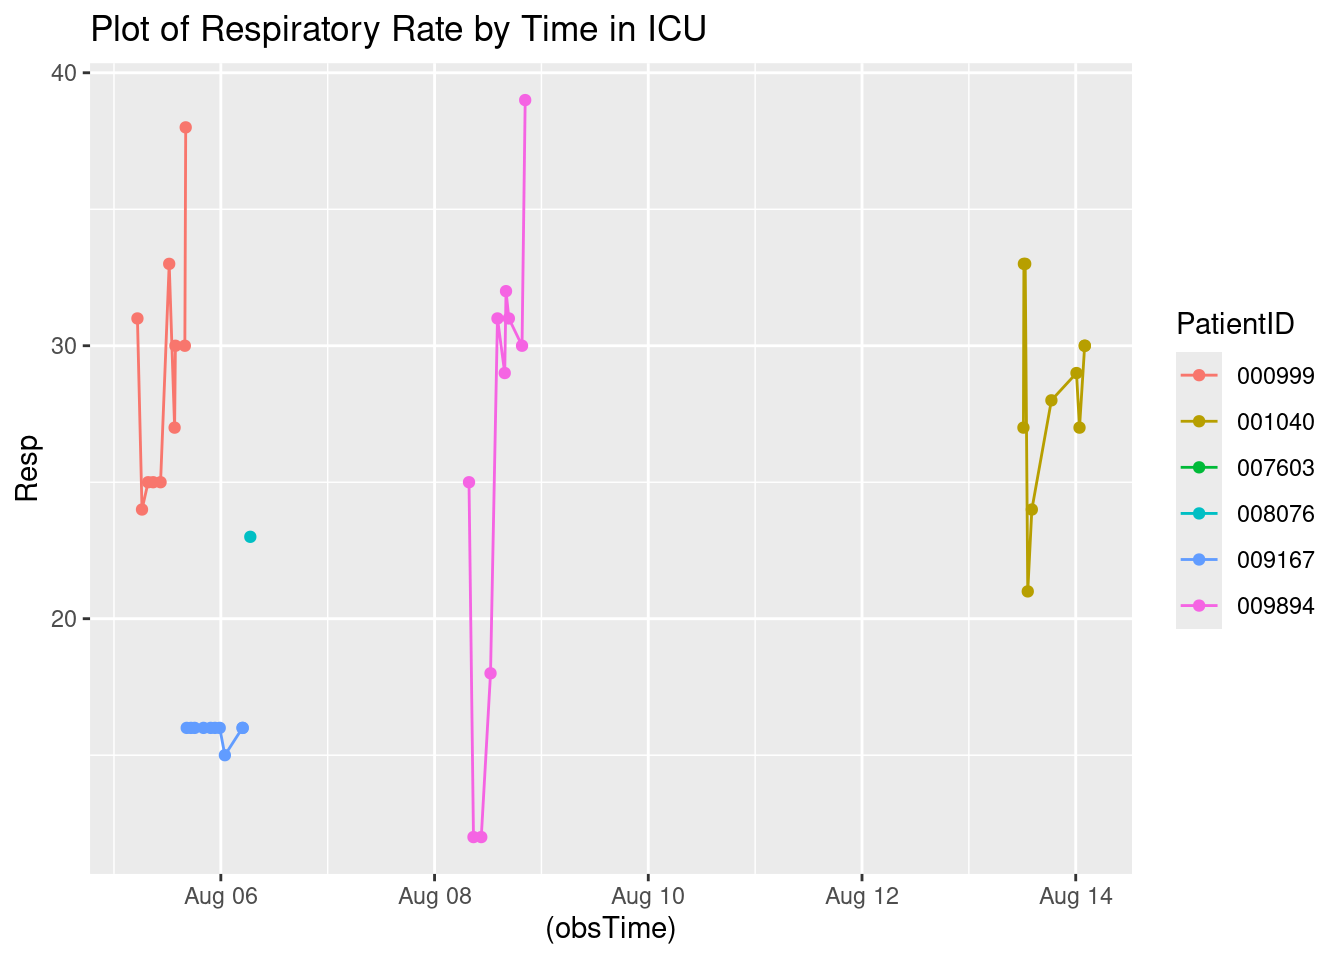 Plot of Respiratory Rate by Time in ICU
40
30
20
Resp
Aug 06
Aug 08
Aug 10
Aug 12
Aug 14
(obsTime)
PatientID
000999
001040
007603
008076
009167
009894